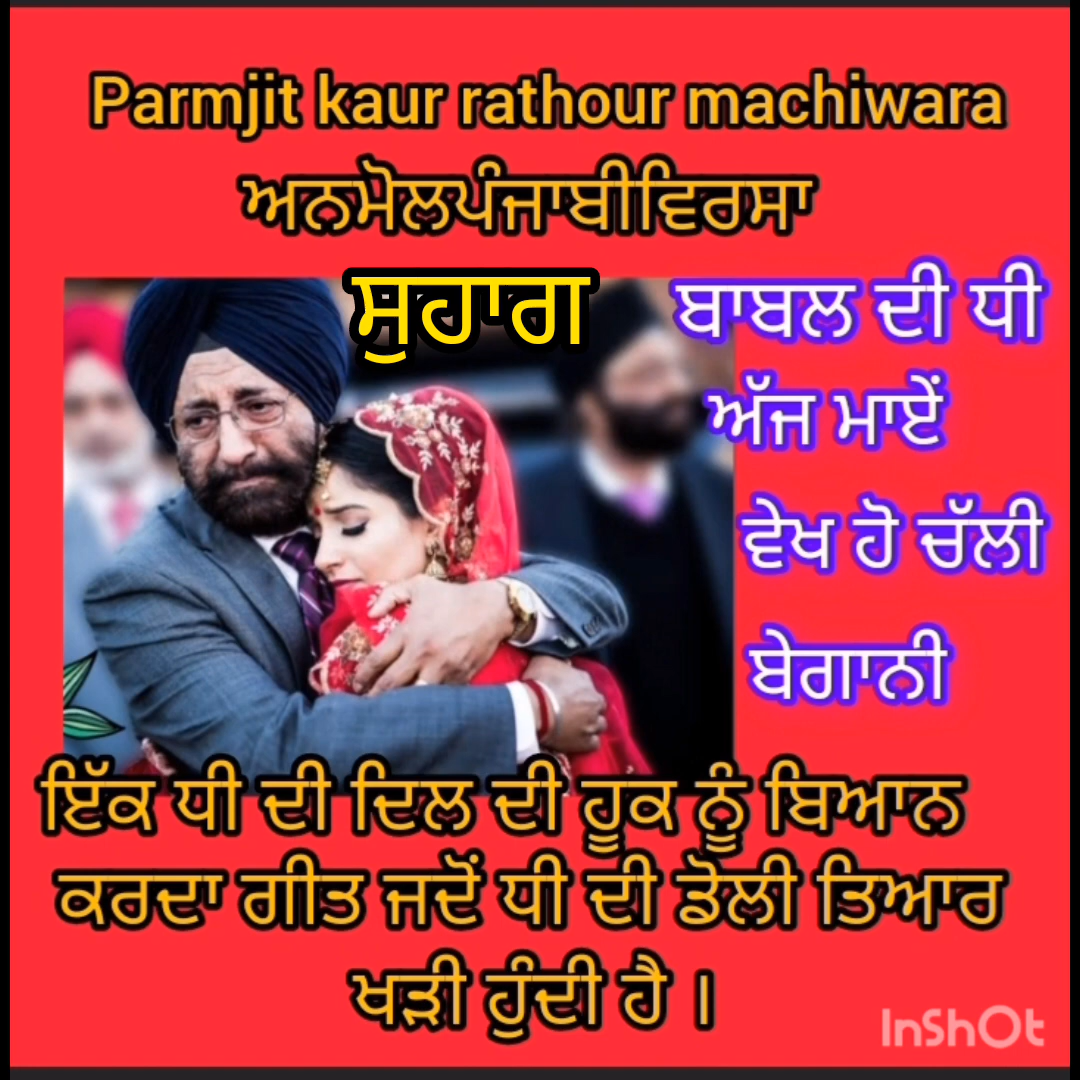 Parmjit kaur rathour machiwara
ਅਨਮੋਲਪੰਜਾਬੀਵਿਰਸਾ
ਸੁਹਾਗ
ਬਾਬਲ ਦੀ ਧੀ
ਅੱਜ ਮਾਏਂ
ਵੇਖ ਹੋ ਚੱਲੀ
ਬੇਗਾਨੀ
ਇੱਕ ਧੀ ਦੀ ਦਿਲ ਦੀ ਹੂਕ ਨੂੰ ਬਿਆਨ
ਕਰਦਾ ਗੀਤ ਜਦੋਂ ਧੀ ਦੀ ਡੋਲੀ ਤਿਆਰ
ਖੜੀ ਹੁੰਦੀ ਹੈ ।
InShOt